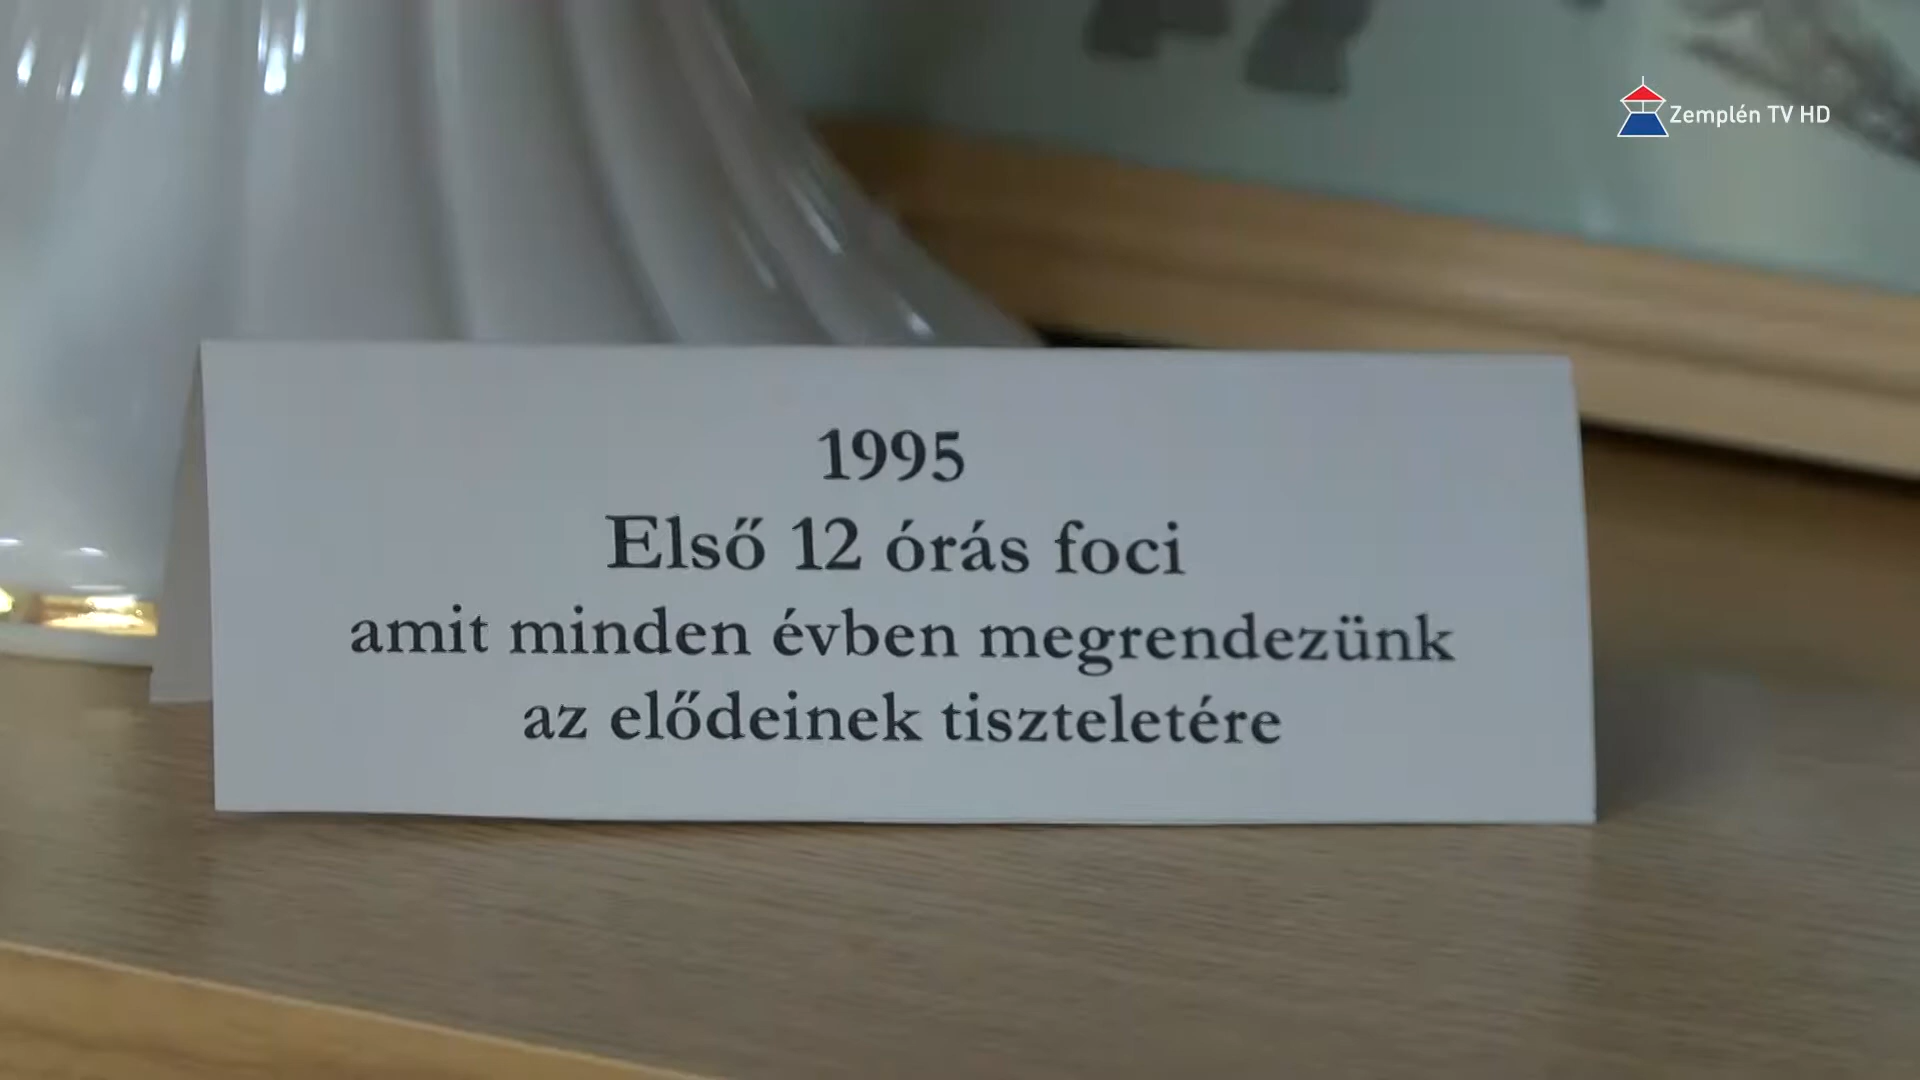 Zemplén TV HD
1995
Első 12 órás foci
amit minden évben megrendezünk
az elődeinek tiszteletére